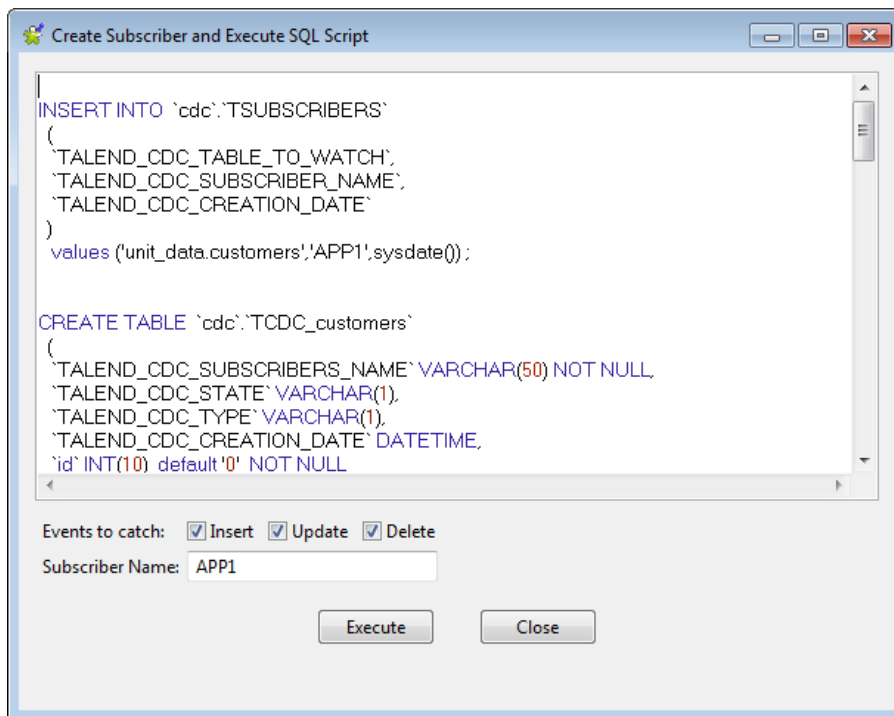 Create Subscriber and Execute SQL Script
INSERT INTO `cdc`.`TSUBSCRIBERS`
(
`TALEND_CDC_TABLE_TO_WATCH`,
`TALEND_CDC_SUBSCRIBER_NAME`,
`TALEND_CDC_CREATION_DATE`
)
values ('unit_data.customers','APP1',sysdate()) ;
CREATE TABLE `cdc`.`TCDC_customers`
(
`TALEND_CDC_SUBSCRIBERS_NAME` VARCHAR(50) NOT NULL,
`TALEND_CDC_STATE` VARCHAR(1),
`TALEND_CDC_TYPE` VARCHAR(1),
`TALEND_CDC_CREATION_DATE` DATETIME,
`id` INT(10) default '0' NOT NULL
Events to catch: Insert Update Delete
Subscriber Name: APP1
Execute Close